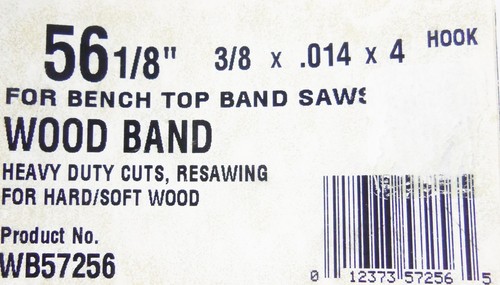 56 1/8" 3/8 x .014 x 4 HOOK
FOR BENCH TOP BAND SAWS
WOOD BAND
HEAVY DUTY CUTS, RESAWING
FOR HARD/SOFT WOOD
Product No.
WB57256
0 12373 57256 5